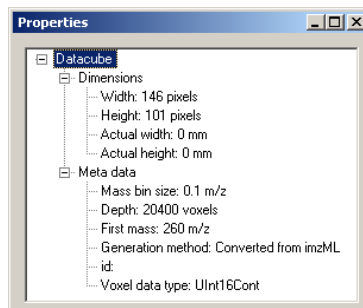 Properties
Datacube
Dimensions
Width: 146 pixels
Height: 101 pixels
Actual width: 0 mm
Actual height: 0 mm
Meta data
Mass bin size: 0.1 m/z
Depth: 20400 voxels
First mass: 260 m/z
Generation method: Converted from imzML
id:
Voxel data type: UInt16Cont